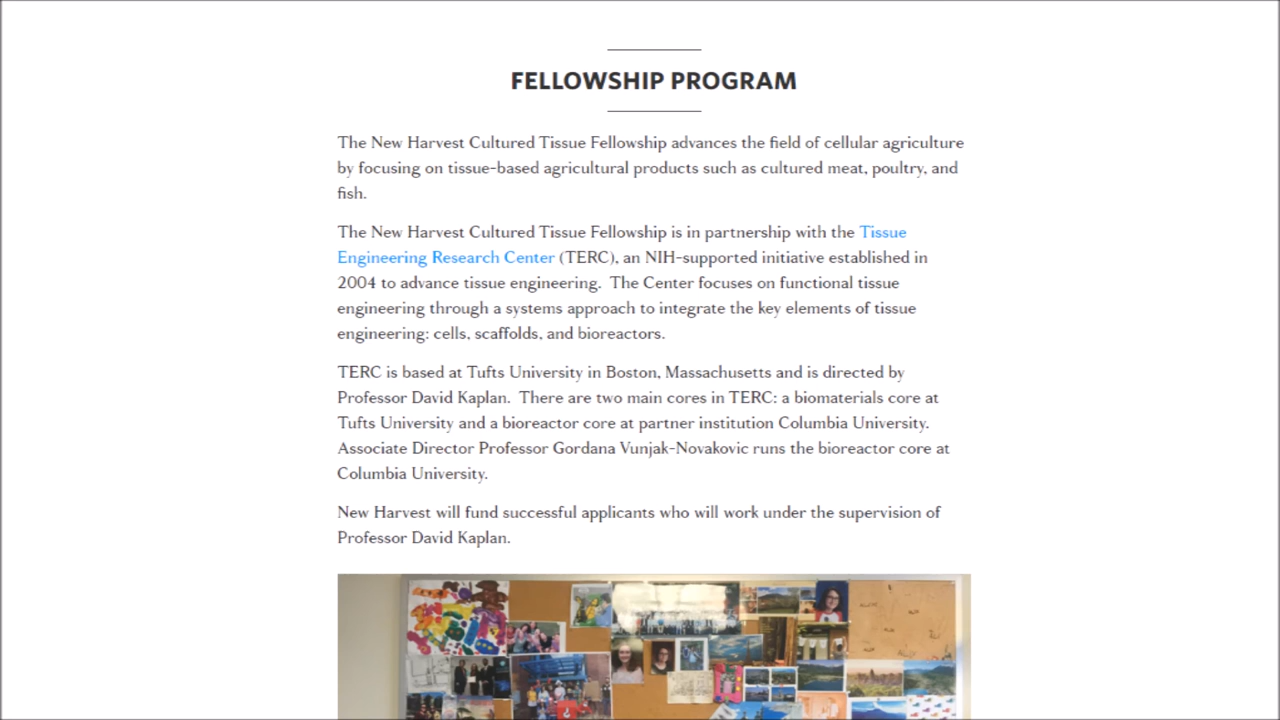 FELLOWSHIP PROGRAM
The New Harvest Cultured Tissue Fellowship advances the field of cellular agriculture
by focusing on tissue-based agricultural products such as cultured meat, poultry, and
fish.
The New Harvest Cultured Tissue Fellowship is in partnership with the Tissue
Engineering Research Center (TERC), an NIH-supported initiative established in
2004 to advance tissue engineering.  The Center focuses on functional tissue
engineering through a systems approach to integrate the key elements of tissue
engineering: cells, scaffolds, and bioreactors.
TERC is based at Tufts University in Boston, Massachusetts and is directed by
Professor David Kaplan.  There are two main cores in TERC: a biomaterials core at
Tufts University and a bioreactor core at partner institution Columbia University.
Associate Director Professor Gordana Vunjak-Novakovic runs the bioreactor core at
Columbia University.
New Harvest will fund successful applicants who will work under the supervision of
Professor David Kaplan.